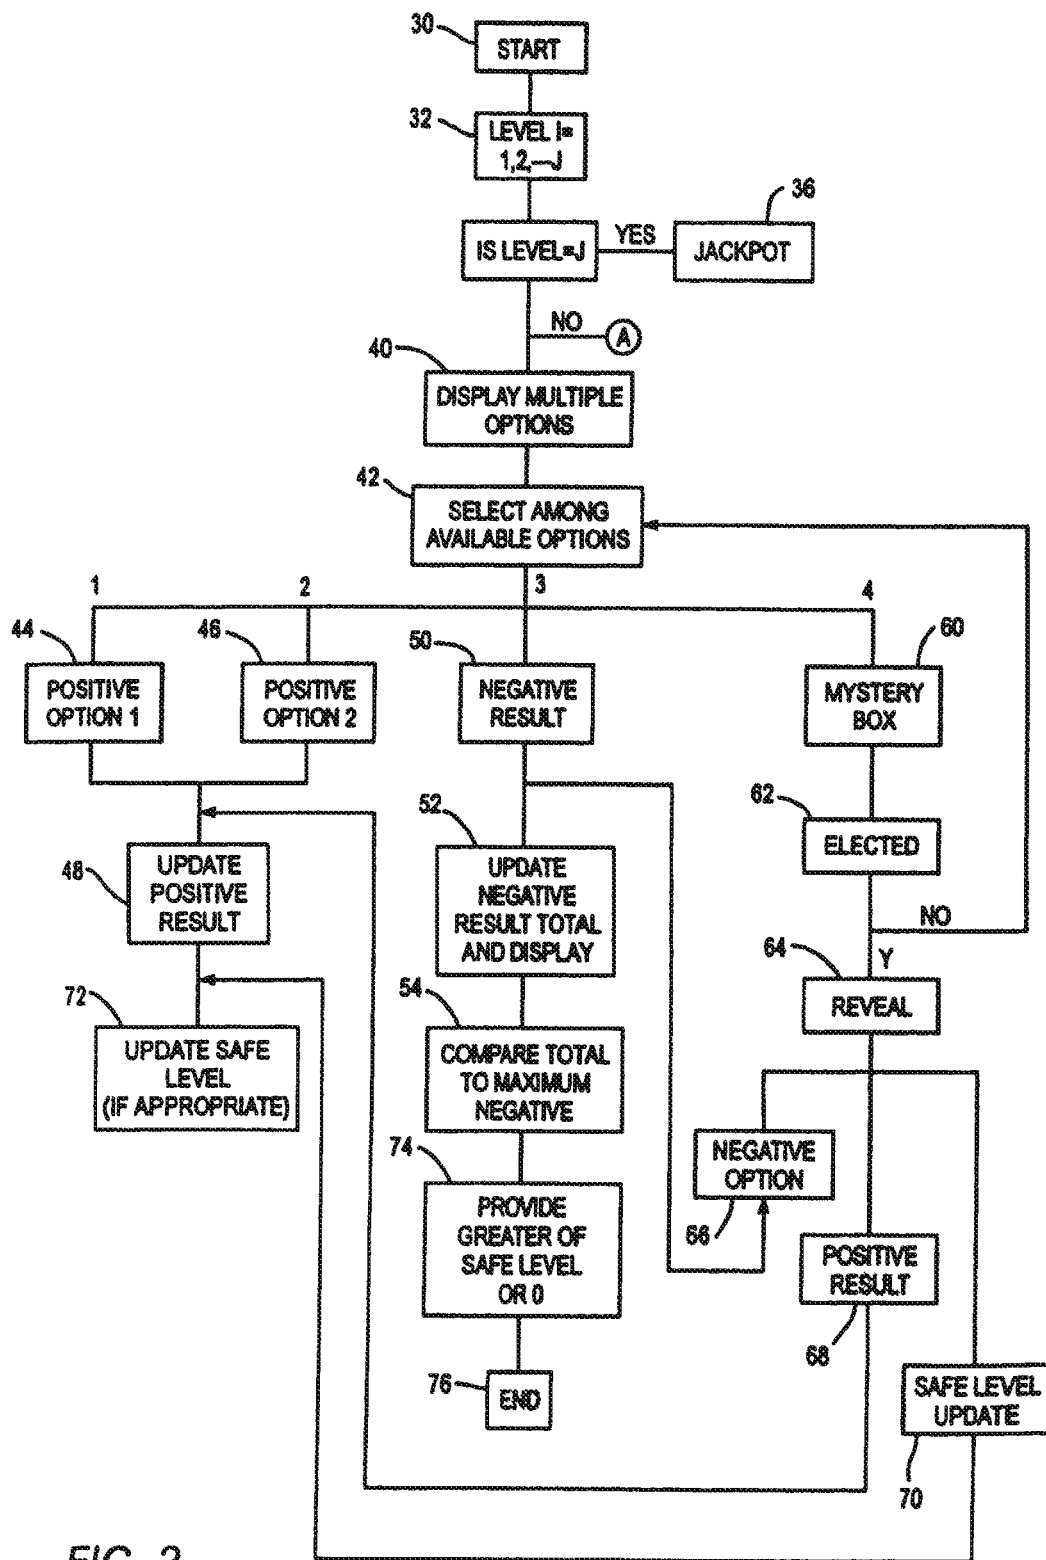 30
START
32
LEVEL I=
1,2,---J
36
IS LEVEL=J
YES
JACKPOT
NO
A
40
DISPLAY MULTIPLE
OPTIONS
42
SELECT AMONG
AVAILABLE OPTIONS
1
2
3
4
44
46
50
60
POSITIVE
OPTION 1
POSITIVE
OPTION 2
NEGATIVE
RESULT
MYSTERY
BOX
52
62
ELECTED
48
UPDATE
POSITIVE
RESULT
UPDATE
NEGATIVE
RESULT TOTAL
AND DISPLAY
NO
Y
64
REVEAL
72
UPDATE SAFE
LEVEL
(IF APPROPRIATE)
54
COMPARE TOTAL
TO MAXIMUM
NEGATIVE
NEGATIVE
OPTION
66
74
PROVIDE
GREATER OF
SAFE LEVEL
OR 0
POSITIVE
RESULT
68
76
END
SAFE LEVEL
UPDATE
70